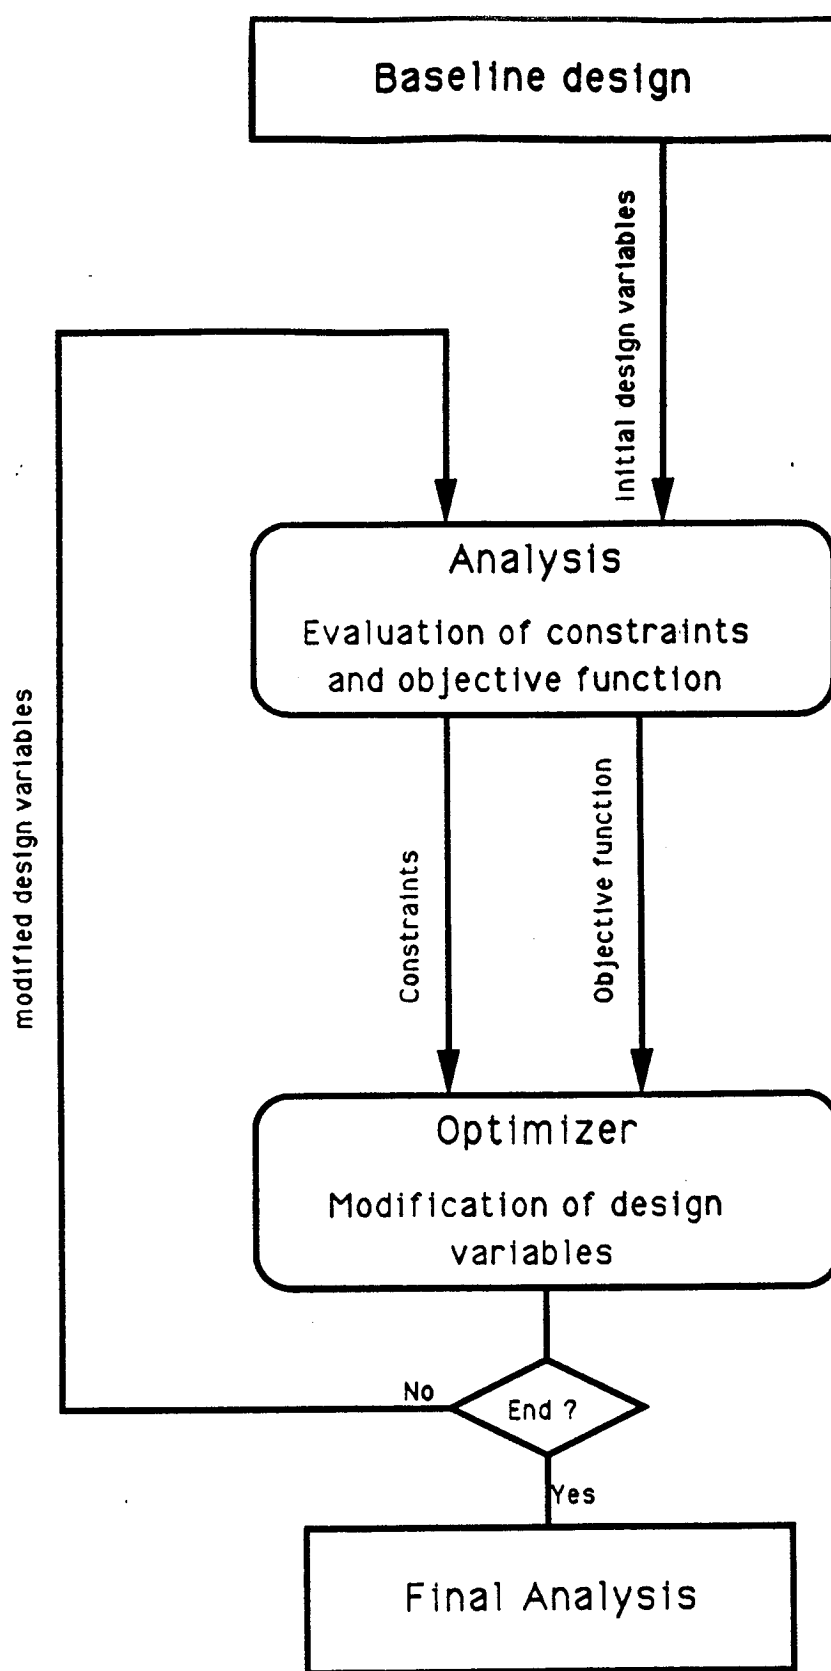 Baseline design
Initial design variables
Analysis
Evaluation of constraints
and objective function
modified design variables
Constraints
Objective function
Optimizer
Modification of design
variables
No
End ?
Yes
Final Analysis